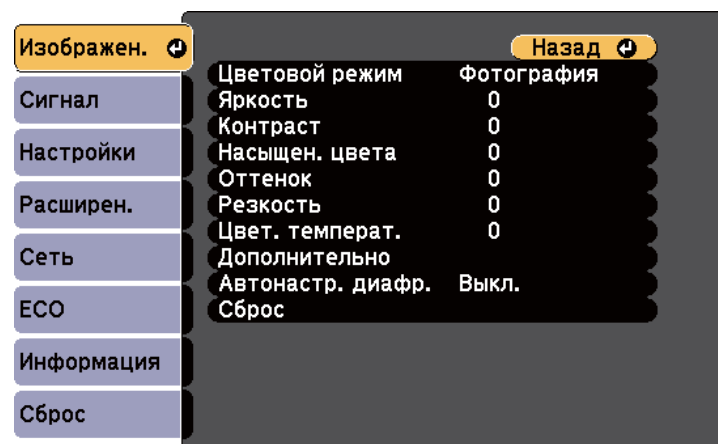 Изображен.
Сигнал
Настройки
Расширен.
Сеть
ECO
Информация
Сброс
Назад
Цветовой режим Фотография
Яркость 0
Контраст 0
Насыщен. цвета 0
Оттенок 0
Резкость 0
Цвет. температ. 0
Дополнительно
Автонастр. диафр. Выкл.
Сброс